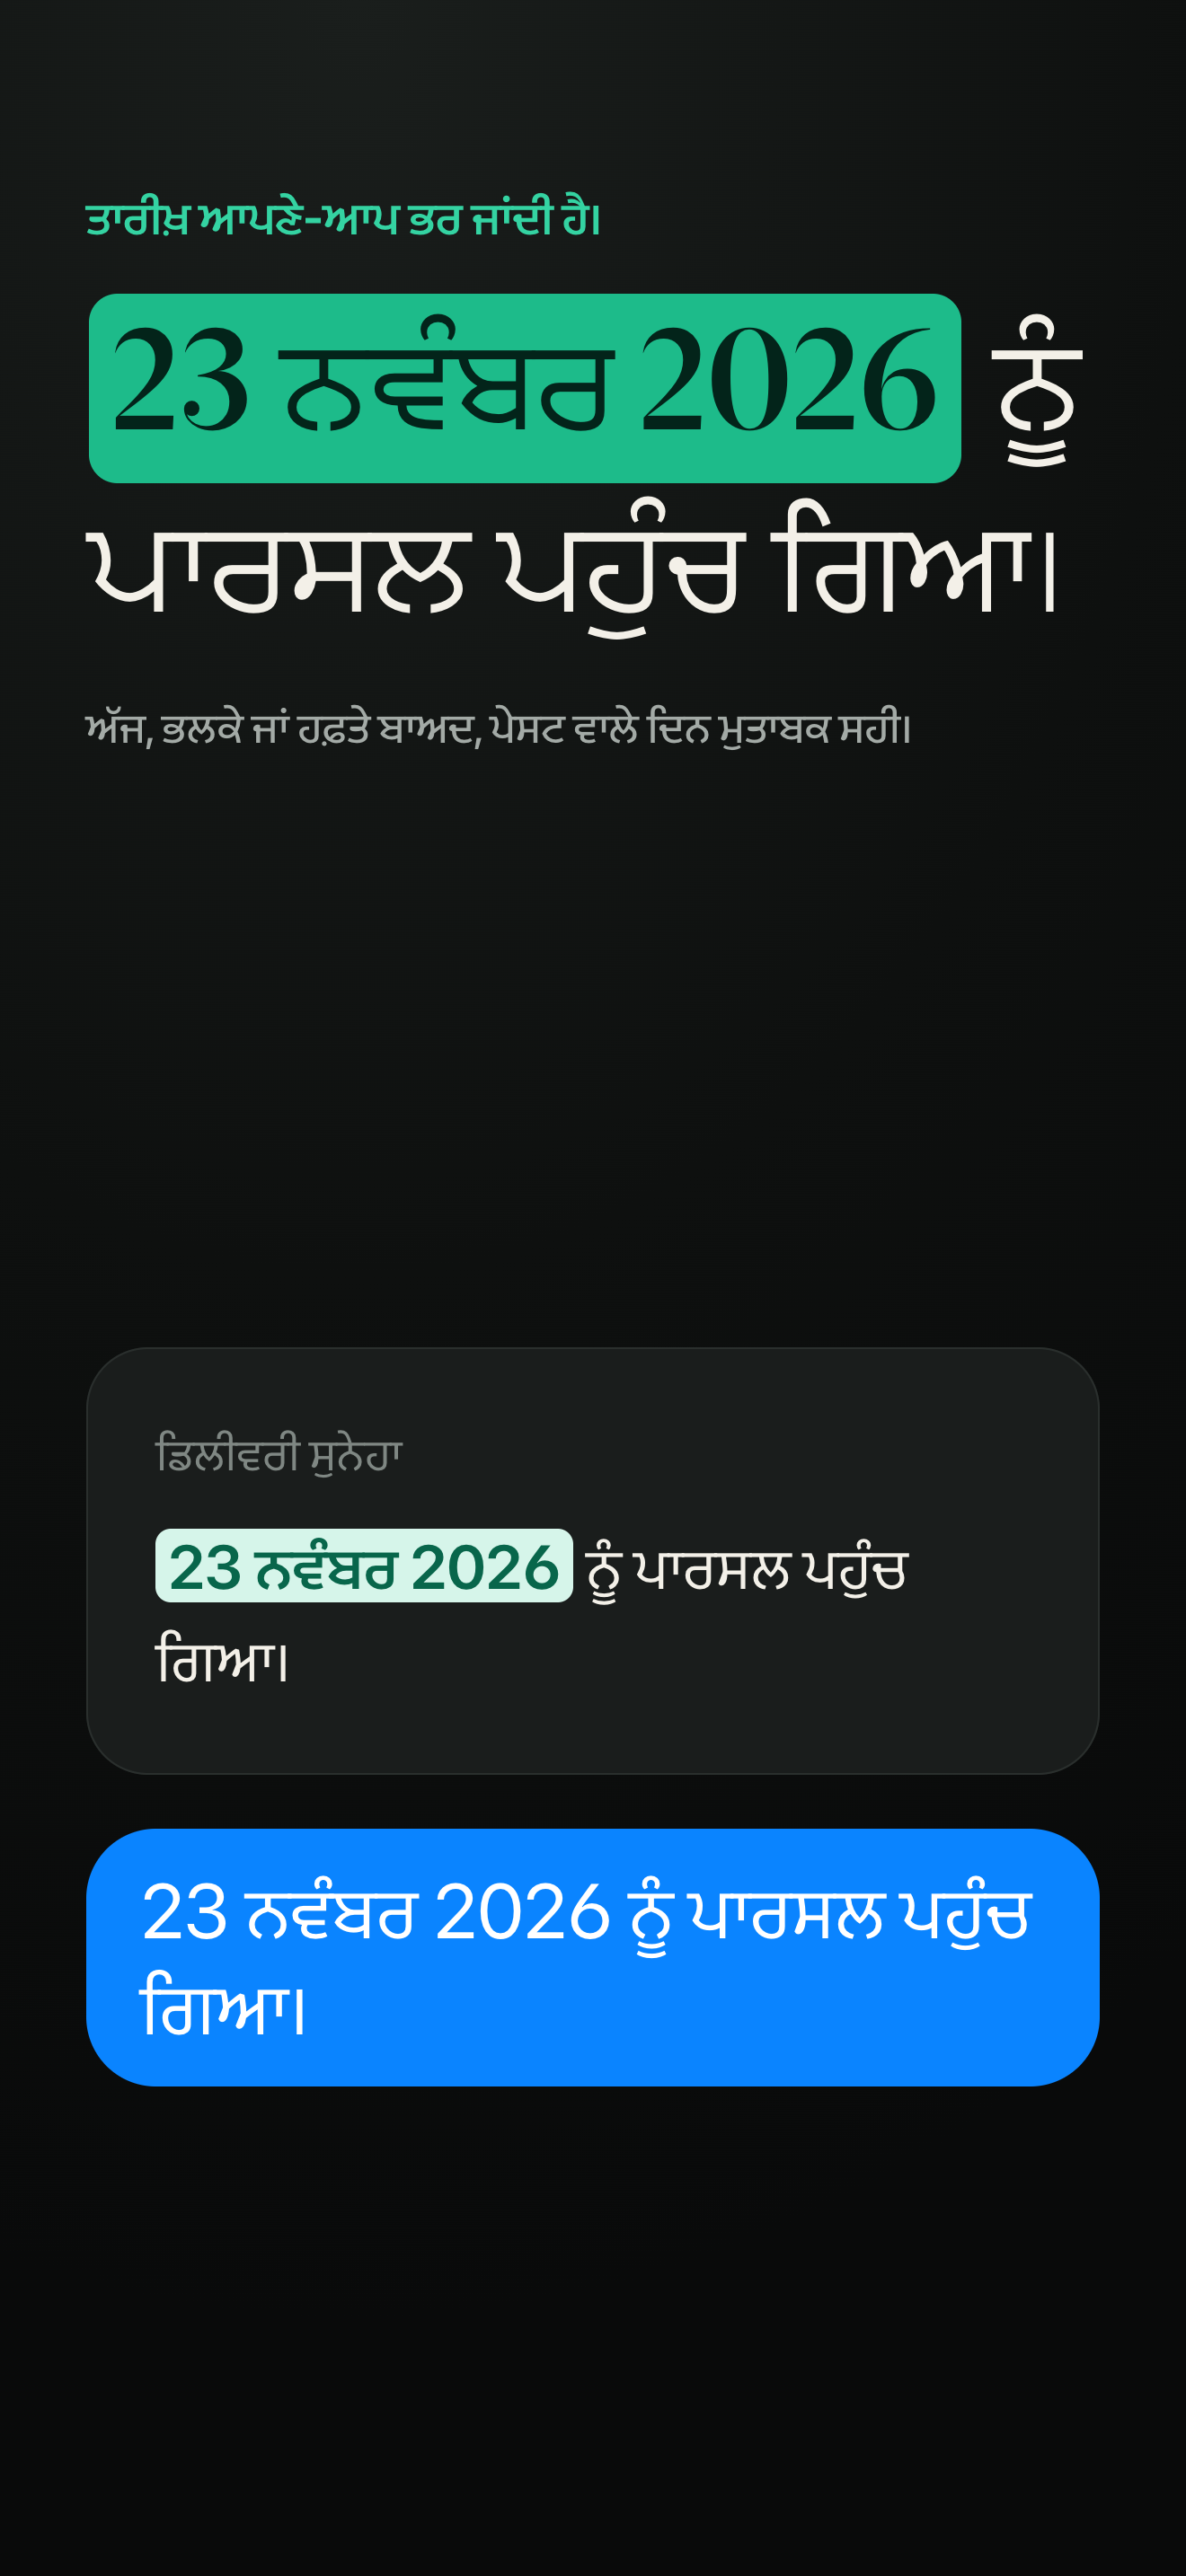 ਤਾਰੀਖ਼ ਆਪਣੇ-ਆਪ ਭਰ ਜਾਂਦੀ ਹੈ।
23 ਨਵੰਬਰ 2026 ਨੂੰ
ਪਾਰਸਲ ਪਹੁੰਚ ਗਿਆ।
ਅੱਜ, ਭਲਕੇ ਜਾਂ ਹਫ਼ਤੇ ਬਾਅਦ, ਪੇਸਟ ਵਾਲੇ ਦਿਨ ਮੁਤਾਬਕ ਸਹੀ।
ਡਿਲੀਵਰੀ ਸੁਨੇਹਾ
23 ਨਵੰਬਰ 2026 ਨੂੰ ਪਾਰਸਲ ਪਹੁੰਚ
ਗਿਆ।
23 ਨਵੰਬਰ 2026 ਨੂੰ ਪਾਰਸਲ ਪਹੁੰਚ
ਗਿਆ।